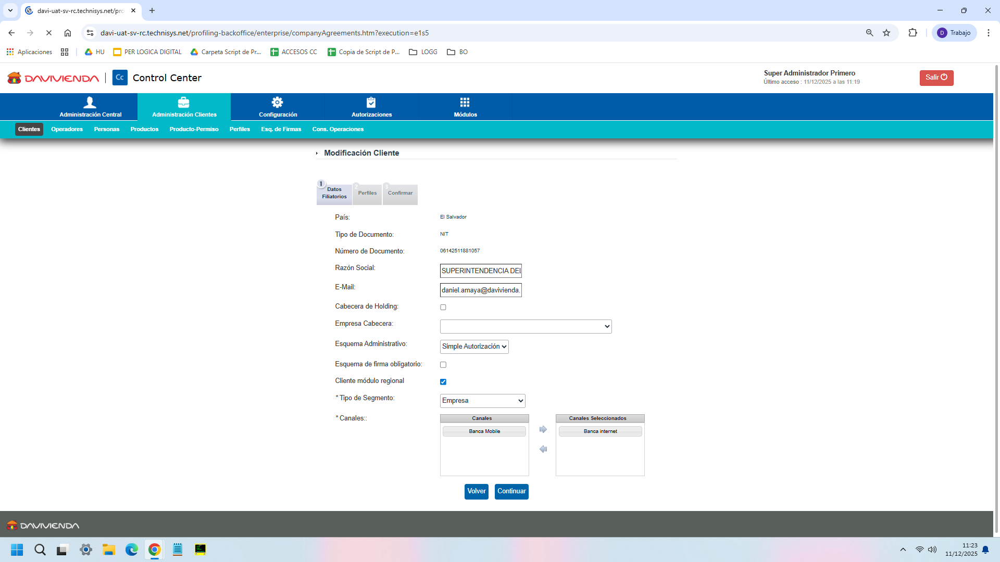 davi-uat-sv-rc.technisys.net/pro
davi-uat-sv-rc.technisys.net/profiling-backoffice/enterprise/companyAgreements.htm?execution=e1s5
D Trabajo
Aplicaciones HU PER LOGICA DIGITAL Carpeta Script de Pr... ACCESOS CC Copia de Script de P... LOGG BO
DAVIVIENDA Cc Control Center
Super Administrador Primero
Último acceso : 11/12/2025 a las 11:19
Salir
Administración Central Administración Clientes Configuración Autorizaciones Módulos
Clientes Operadores Personas Productos Producto-Permiso Perfiles Esq. de Firmas Cons. Operaciones
Modificación Cliente
1 Datos Filiatorios 2 Perfiles 3 Confirmar
País: El Salvador
Tipo de Documento: NIT
Número de Documento: 06142511881057
Razón Social: SUPERINTENDENCIA DEL
E-Mail: daniel.amaya@davivienda.
Cabecera de Holding:
Empresa Cabecera:
Esquema Administrativo: Simple Autorización
Esquema de firma obligatorio:
Cliente módulo regional
* Tipo de Segmento: Empresa
* Canales:: Canales Canales Seleccionados
Banca Mobile Banca internet
Volver Continuar
DAVIVIENDA
11:23
11/12/2025